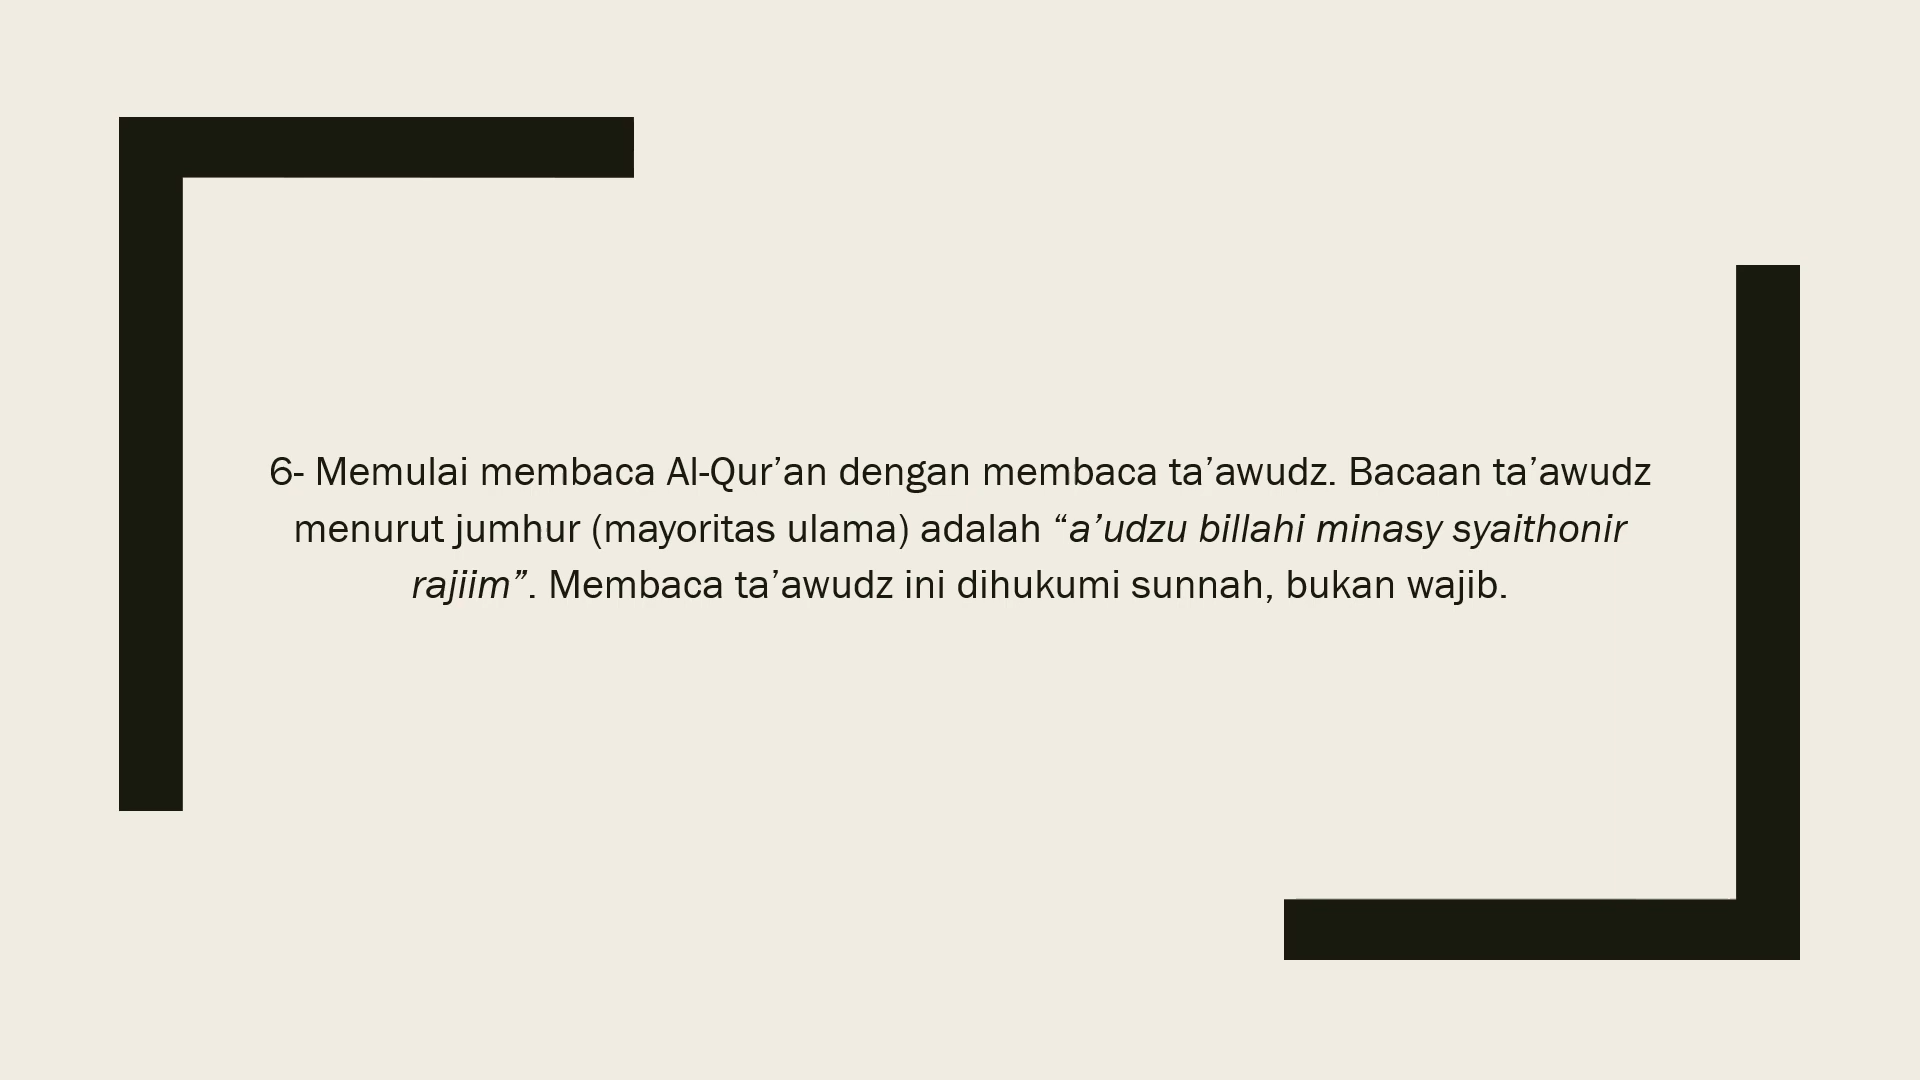 6- Memulai membaca Al-Qur’an dengan membaca ta’awudz. Bacaan ta’awudz
menurut jumhur (mayoritas ulama) adalah “a’udzu billahi minasy syaithonir
rajiim”. Membaca ta’awudz ini dihukumi sunnah, bukan wajib.